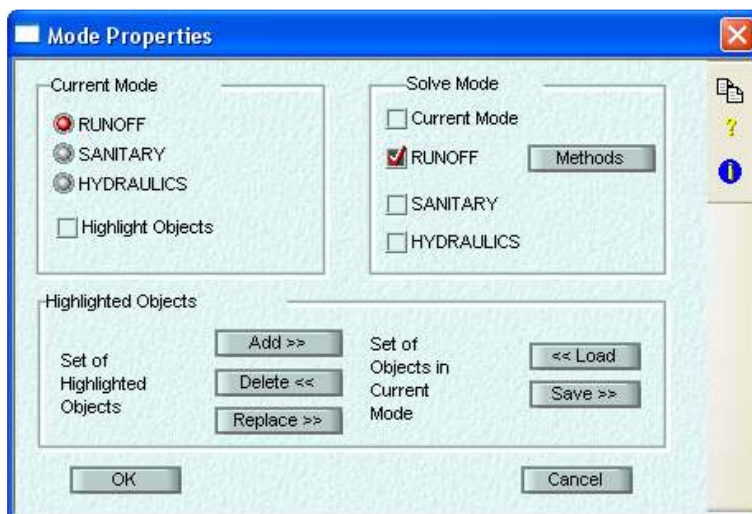 Mode Properties
Current Mode
RUNOFF
SANITARY
HYDRAULICS
Highlight Objects
Solve Mode
Current Mode
RUNOFF
Methods
SANITARY
HYDRAULICS
Highlighted Objects
Set of
Highlighted
Objects
Add >>
Delete <<
Replace >>
Set of
Objects in
Current
Mode
<< Load
Save >>
OK
Cancel
?
i